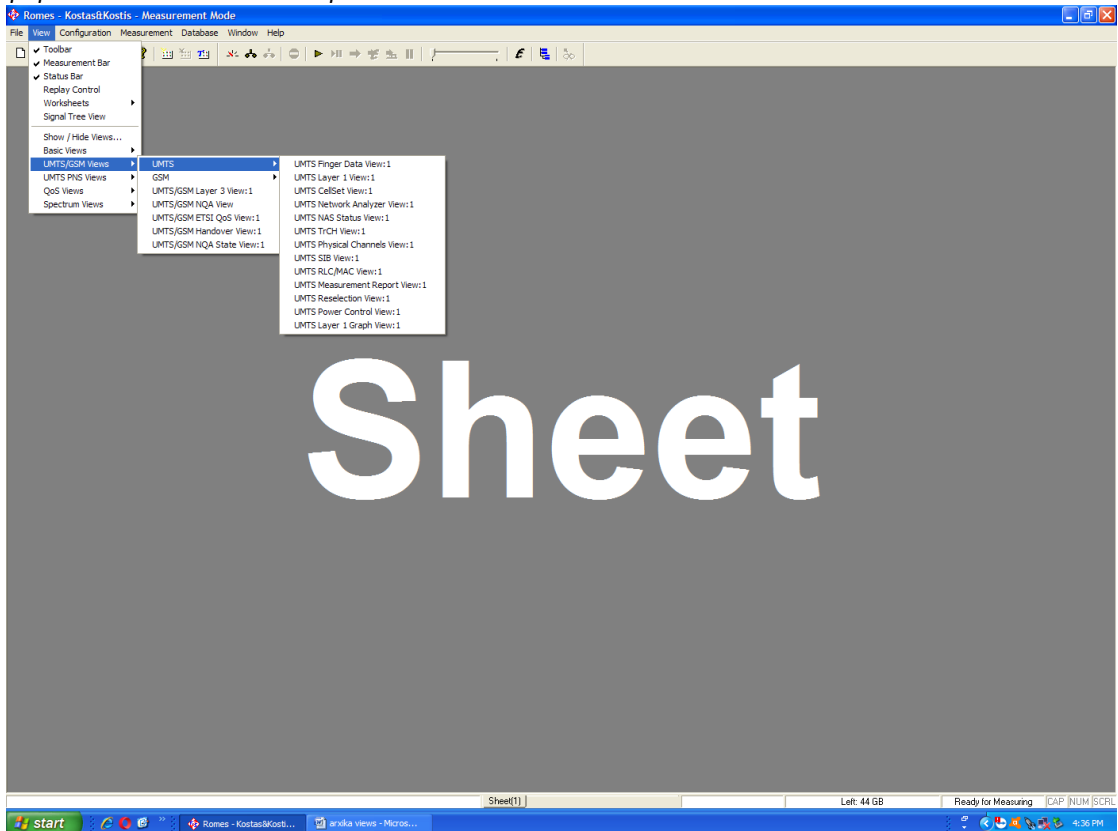 Romes - Kostas&Kostis - Measurement Mode
File View Configuration Measurement Database Window Help
Toolbar
Measurement Bar
Status Bar
Replay Control
Worksheets
Signal Tree View
Show / Hide Views...
Basic Views
UMTS/GSM Views
UMTS PNS Views
QoS Views
Spectrum Views
UMTS
GSM
UMTS/GSM Layer 3 View:1
UMTS/GSM NQA View
UMTS/GSM ETSI QoS View:1
UMTS/GSM Handover View:1
UMTS/GSM NQA State View:1
UMTS Finger Data View:1
UMTS Layer 1 View:1
UMTS CellSet View:1
UMTS Network Analyzer View:1
UMTS NAS Status View:1
UMTS TrCH View:1
UMTS Physical Channels View:1
UMTS SIB View:1
UMTS RLC/MAC View:1
UMTS Measurement Report View:1
UMTS Reselection View:1
UMTS Power Control View:1
UMTS Layer 1 Graph View:1
Sheet
Sheet(1) Left: 44 GB Ready for Measuring CAP NUM SCRL
start Romes - Kostas&Kosti... arxika views - Micros... 4:36 PM